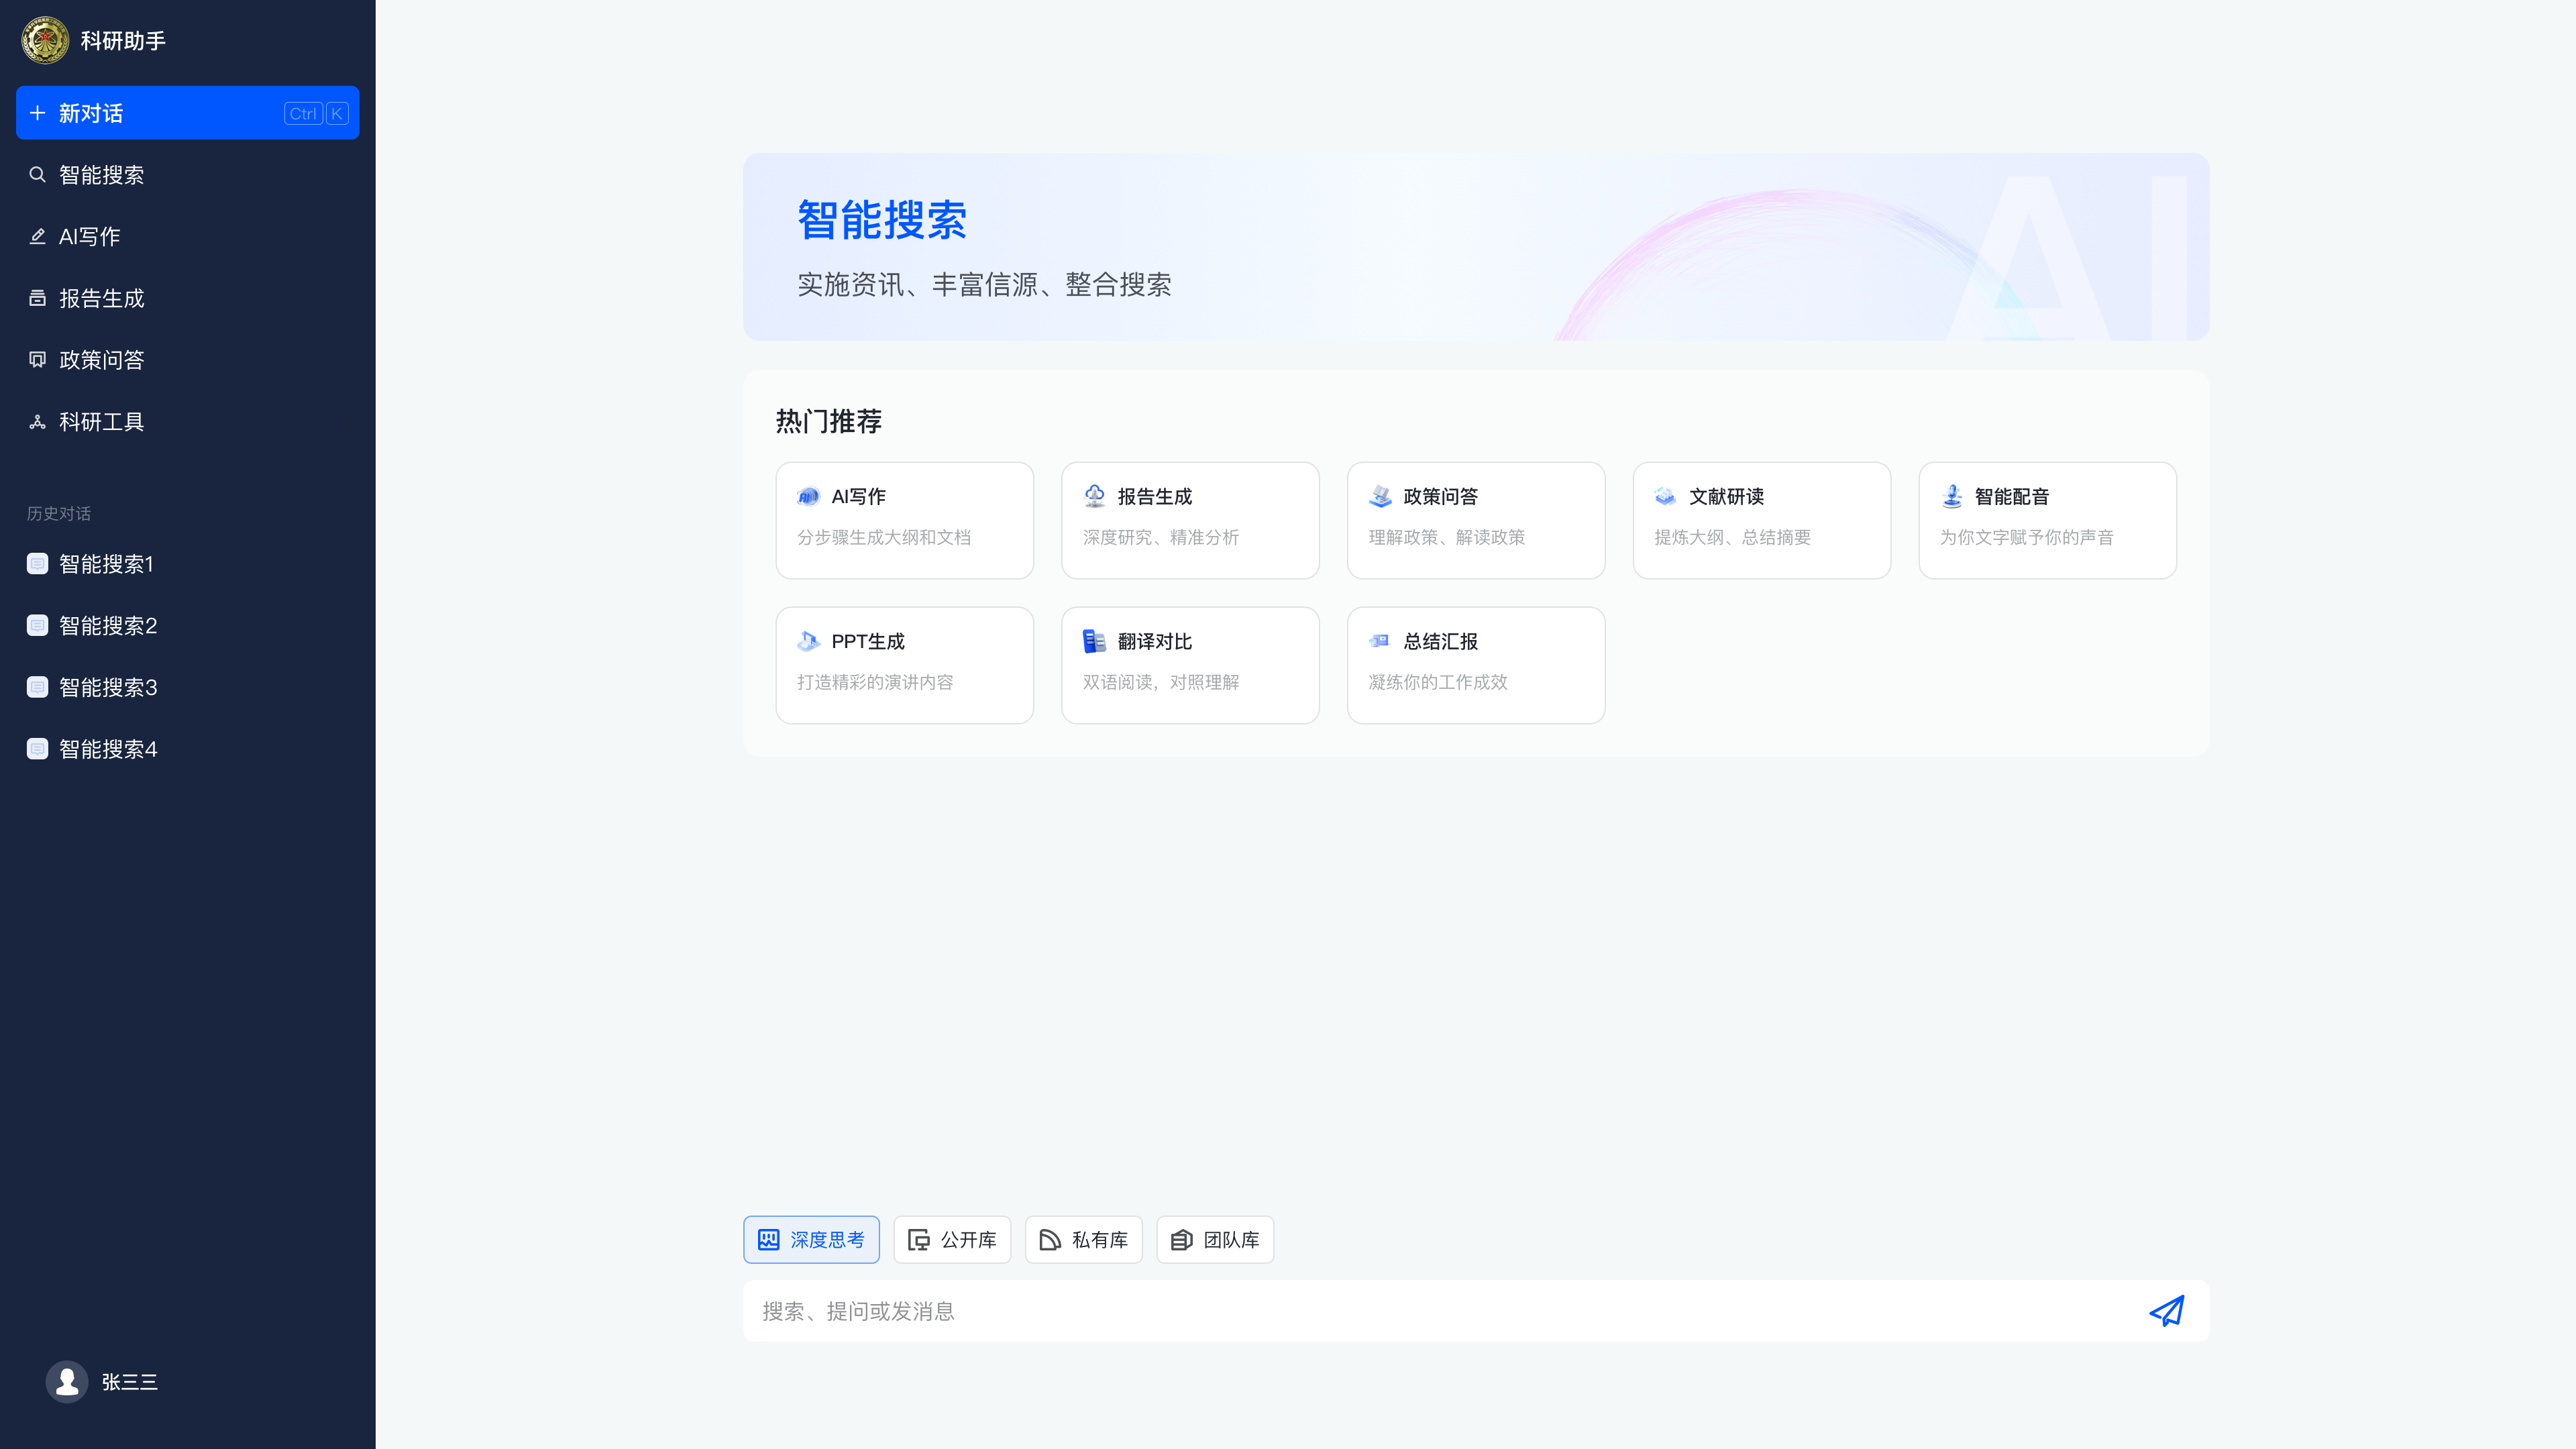 科研助手
新对话 Ctrl K
智能搜索
AI写作
报告生成
政策问答
科研工具
历史对话
智能搜索1
智能搜索2
智能搜索3
智能搜索4
张三三
智能搜索
实施资讯、丰富信源、整合搜索
AI
热门推荐
AI写作
分步骤生成大纲和文档
报告生成
深度研究、精准分析
政策问答
理解政策、解读政策
文献研读
提炼大纲、总结摘要
智能配音
为你文字赋予你的声音
PPT生成
打造精彩的演讲内容
翻译对比
双语阅读，对照理解
总结汇报
凝练你的工作成效
深度思考 公开库 私有库 团队库
搜索、提问或发消息